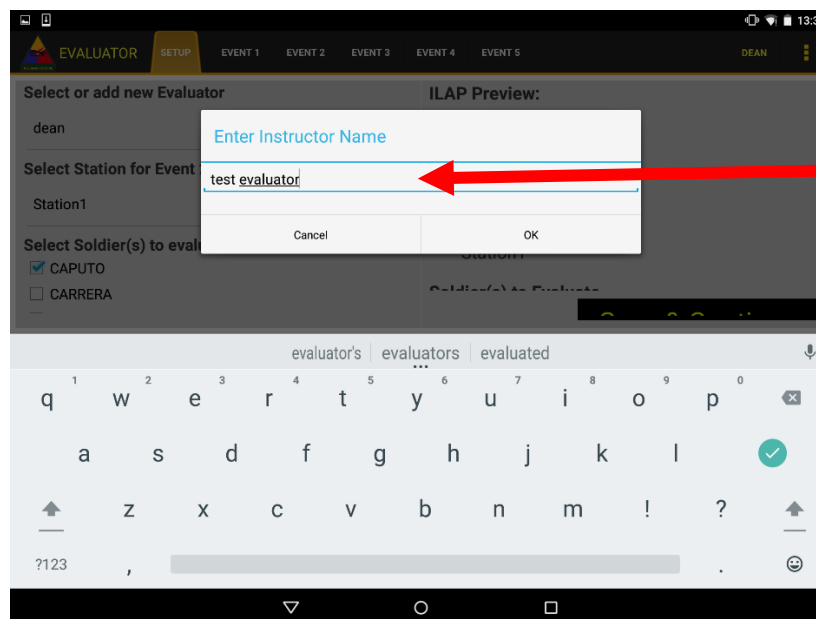 13:3
EVALUATOR SETUP EVENT 1 EVENT 2 EVENT 3 EVENT 4 EVENT 5 DEAN
Select or add new Evaluator
ILAP Preview:
dean
Enter Instructor Name
test evaluator
Select Station for Event
Station1
Cancel OK
Select Soldier(s) to evalu
CAPUTO
CARRERA
evaluator's evaluators evaluated
1 2 3 4 5 6 7 8 9 0
q w e r t y u i o p
a s d f g h j k l
z x c v b n m ! ?
?123 , .